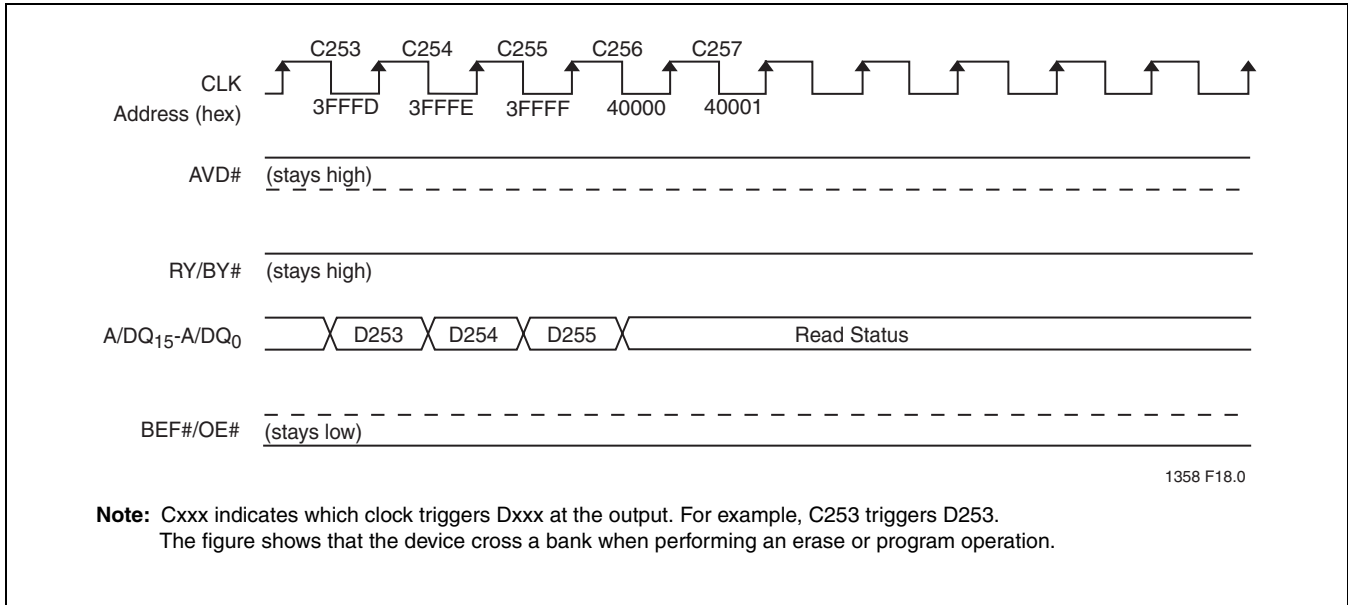 C253 C254 C255 C256 C257
CLK
Address (hex) 3FFFD 3FFFE 3FFFF 40000 40001
AVD# (stays high)
RY/BY# (stays high)
A/DQ15-A/DQ0 D253 D254 D255 Read Status
BEF#/OE# (stays low)
1358 F18.0
Note: Cxxx indicates which clock triggers Dxxx at the output. For example, C253 triggers D253.
The figure shows that the device cross a bank when performing an erase or program operation.